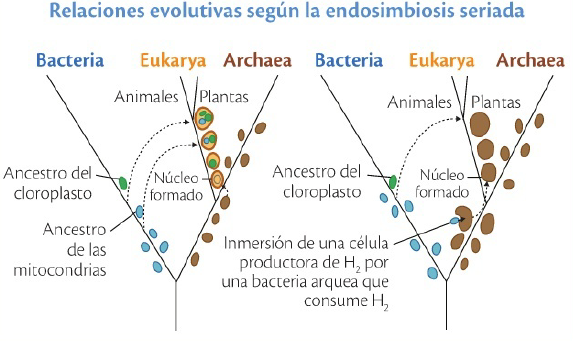 Relaciones evolutivas según la endosimbiosis seriada
Bacteria Eukarya Archaea
Animales Plantas
Ancestro del
cloroplasto
Núcleo
formado
Ancestro
de las
mitocondrias
Bacteria Eukarya Archaea
Animales Plantas
Ancestro del
cloroplasto
Núcleo
formado
Inmersión de una célula
productora de H₂ por
una bacteria arquea que
consume H₂